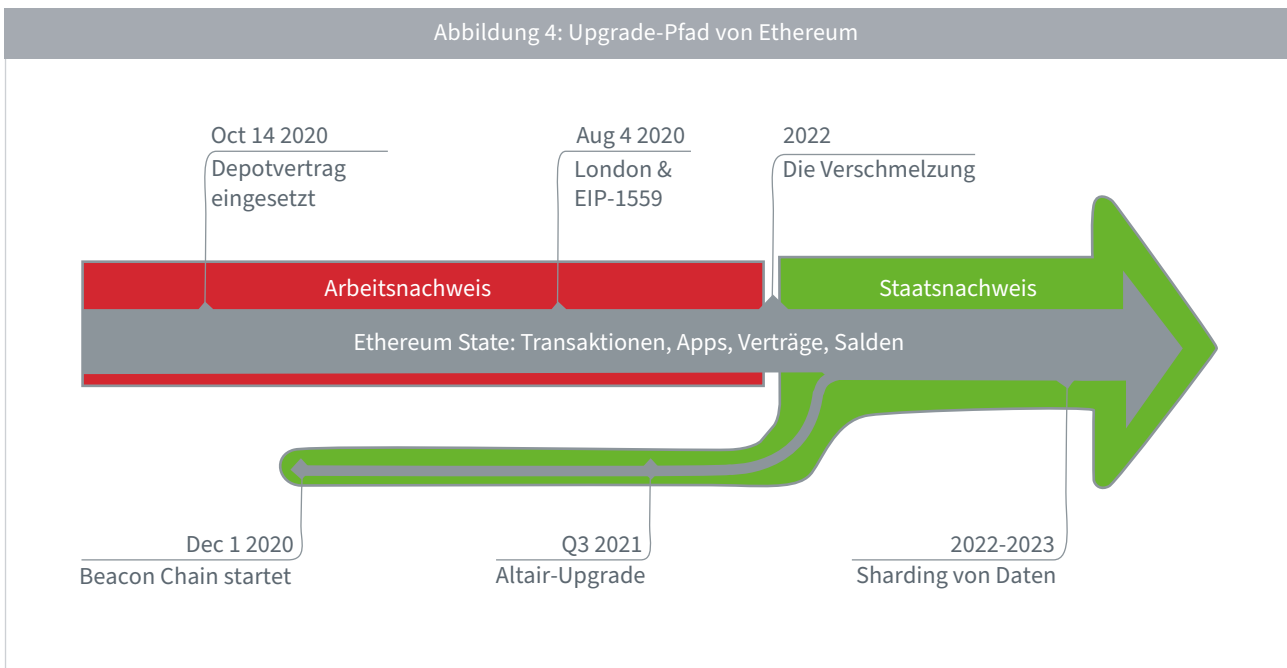 Abbildung 4: Upgrade-Pfad von Ethereum
Oct 14 2020
Depotvertrag
eingesetzt
Aug 4 2020
London &
EIP-1559
2022
Die Verschmelzung
Arbeitsnachweis
Staatsnachweis
Ethereum State: Transaktionen, Apps, Verträge, Salden
Dec 1 2020
Beacon Chain startet
Q3 2021
Altair-Upgrade
2022-2023
Sharding von Daten